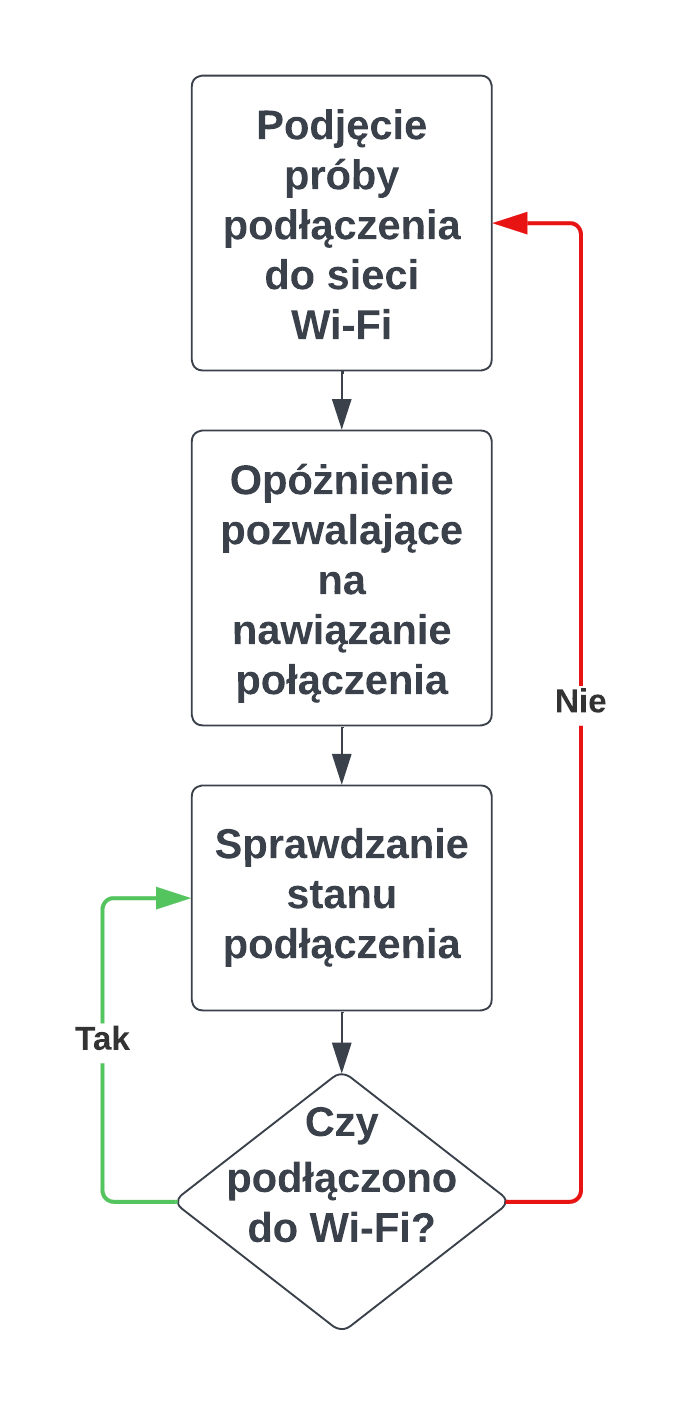 Podjęcie
próby
podłączenia
do sieci
Wi-Fi
Opóżnienie
pozwalające
na
nawiązanie
połączenia
Nie
Sprawdzanie
stanu
podłączenia
Tak
Czy
podłączono
do Wi-Fi?